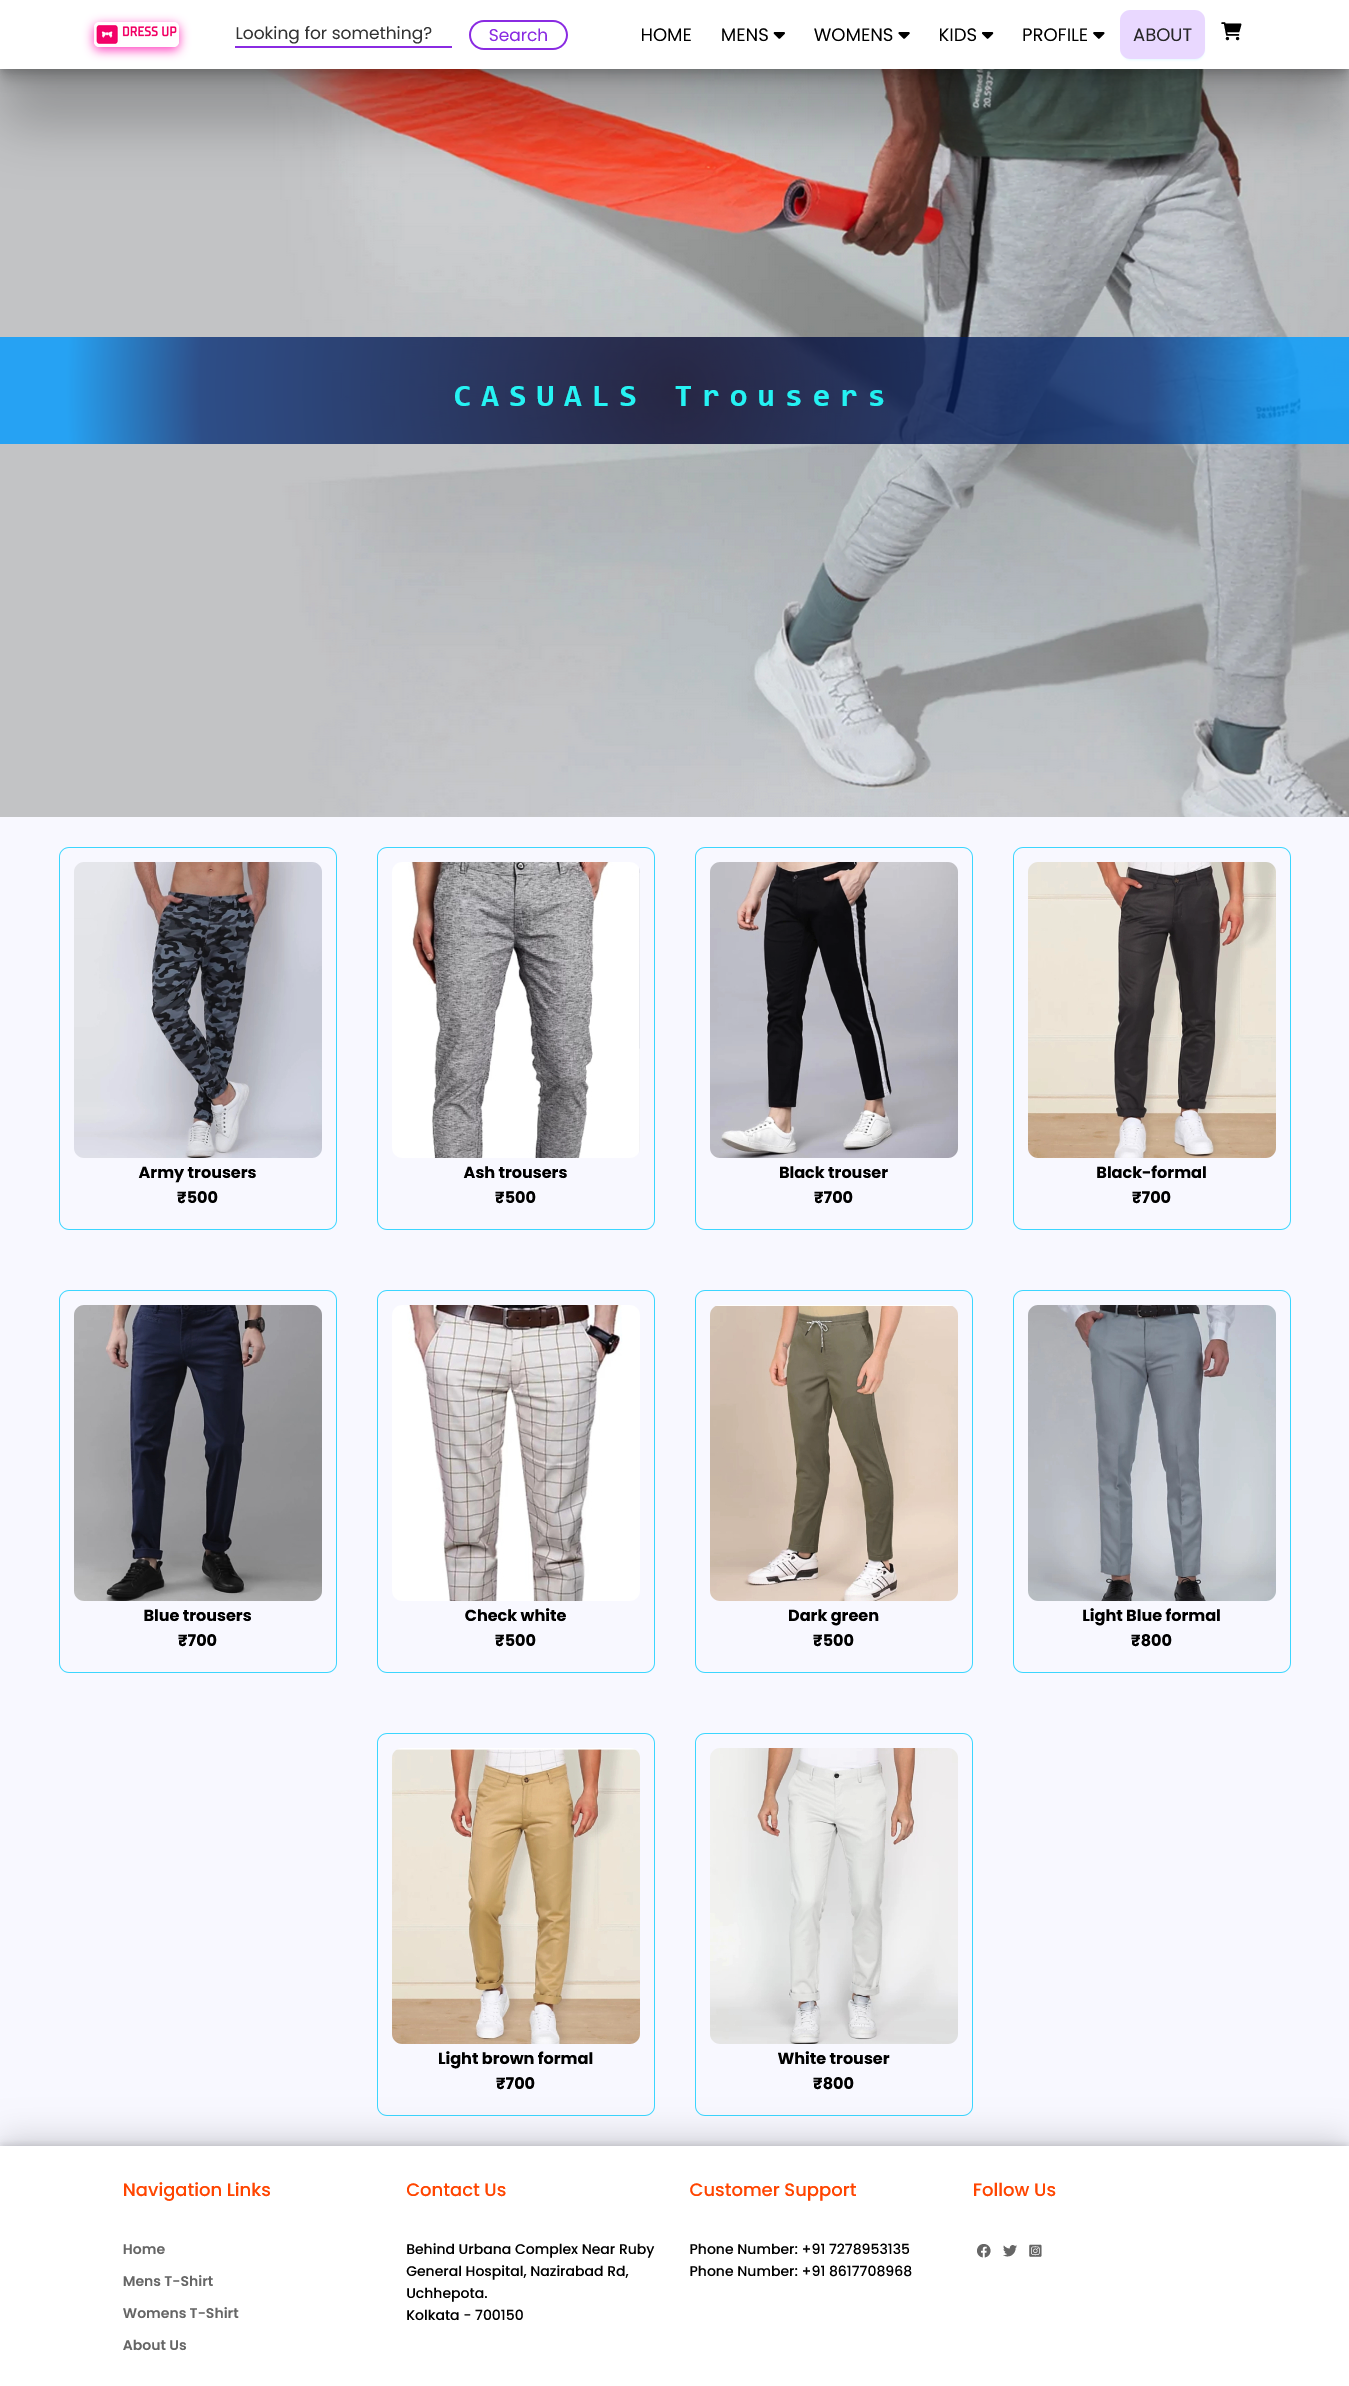 DRESS UP
Looking for something?
Search
HOME
MENS
WOMENS
KIDS
PROFILE
ABOUT
Designed
20.5937°
CASUALS Trousers
Army trousers
₹500
Ash trousers
₹500
Black trouser
₹700
Black-formal
₹700
Blue trousers
₹700
Check white
₹500
Dark green
₹500
Light Blue formal
₹800
Light brown formal
₹700
White trouser
₹800
Navigation Links
Home
Mens T-Shirt
Womens T-Shirt
About Us
Contact Us
Behind Urbana Complex Near Ruby
General Hospital, Nazirabad Rd,
Uchhepota.
Kolkata - 700150
Customer Support
Phone Number: +91 7278953135
Phone Number: +91 8617708968
Follow Us